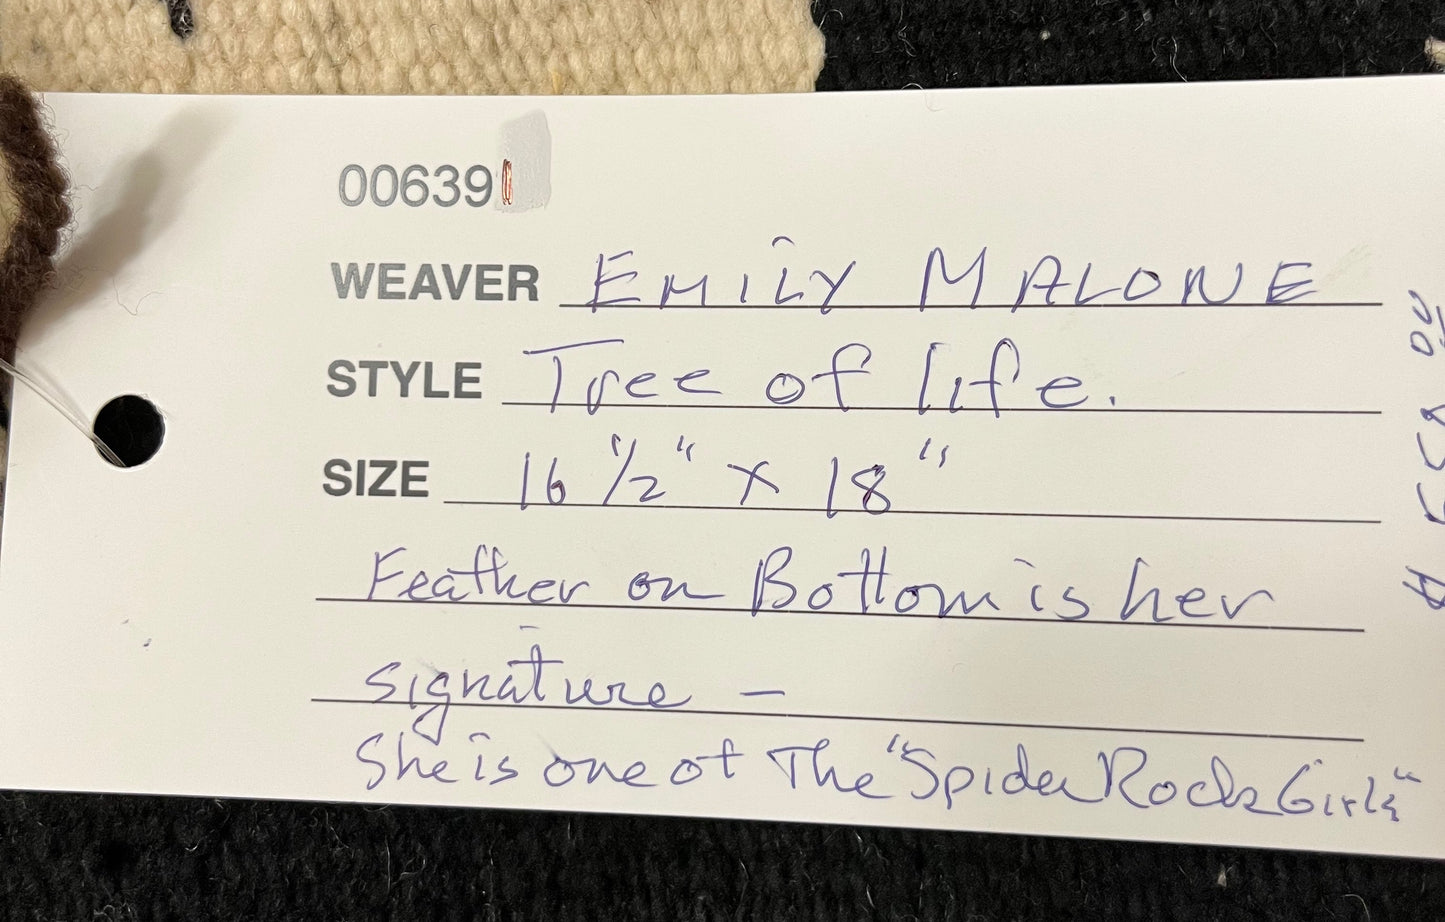 006391
WEAVER EMILY MALONE
STYLE Tree of life.
SIZE 16 1/2" x 18"
Feather on Bottom is her
signature —
She is one of The "Spider Rock Girls"